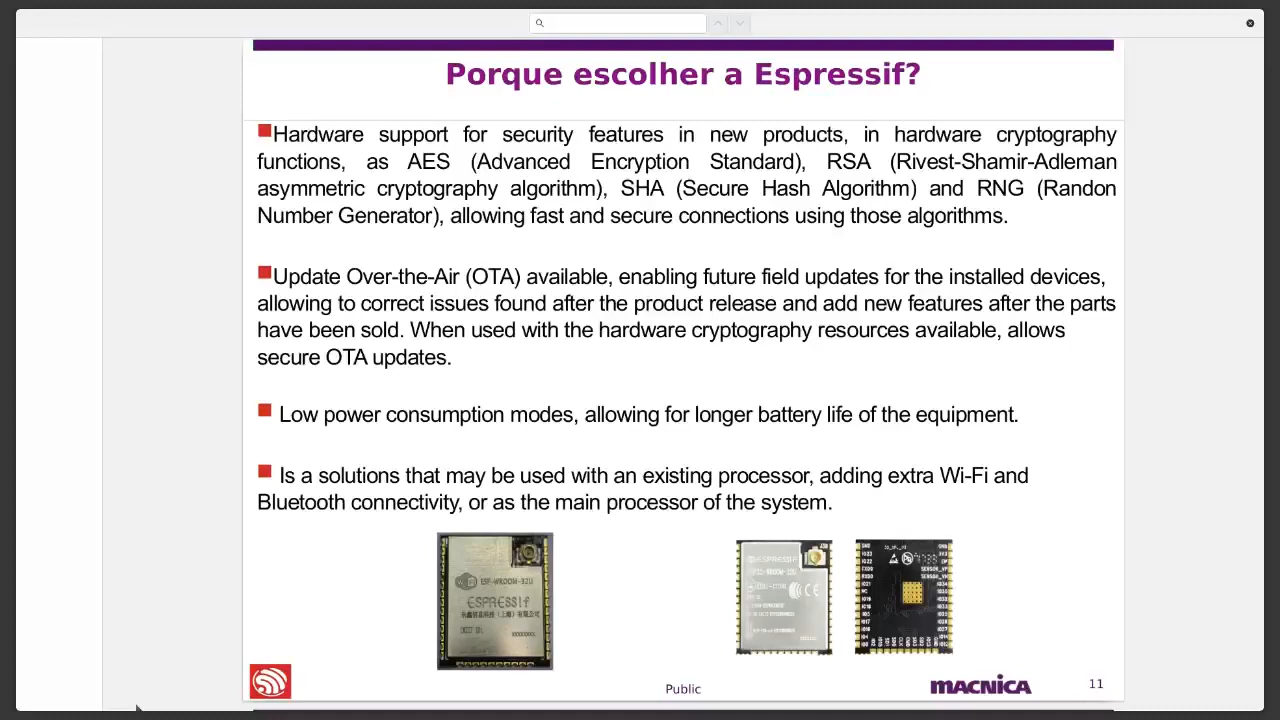 Porque escolher a Espressif?
Hardware support for security features in new products, in hardware cryptography
functions, as AES (Advanced Encryption Standard), RSA (Rivest-Shamir-Adleman
asymmetric cryptography algorithm), SHA (Secure Hash Algorithm) and RNG (Randon
Number Generator), allowing fast and secure connections using those algorithms.
Update Over-the-Air (OTA) available, enabling future field updates for the installed devices,
allowing to correct issues found after the product release and add new features after the parts
have been sold. When used with the hardware cryptography resources available, allows
secure OTA updates.
Low power consumption modes, allowing for longer battery life of the equipment.
Is a solutions that may be used with an existing processor, adding extra Wi-Fi and
Bluetooth connectivity, or as the main processor of the system.
ESP-WROOM-32U
ESPRESSIF
Public
MACNICA
11